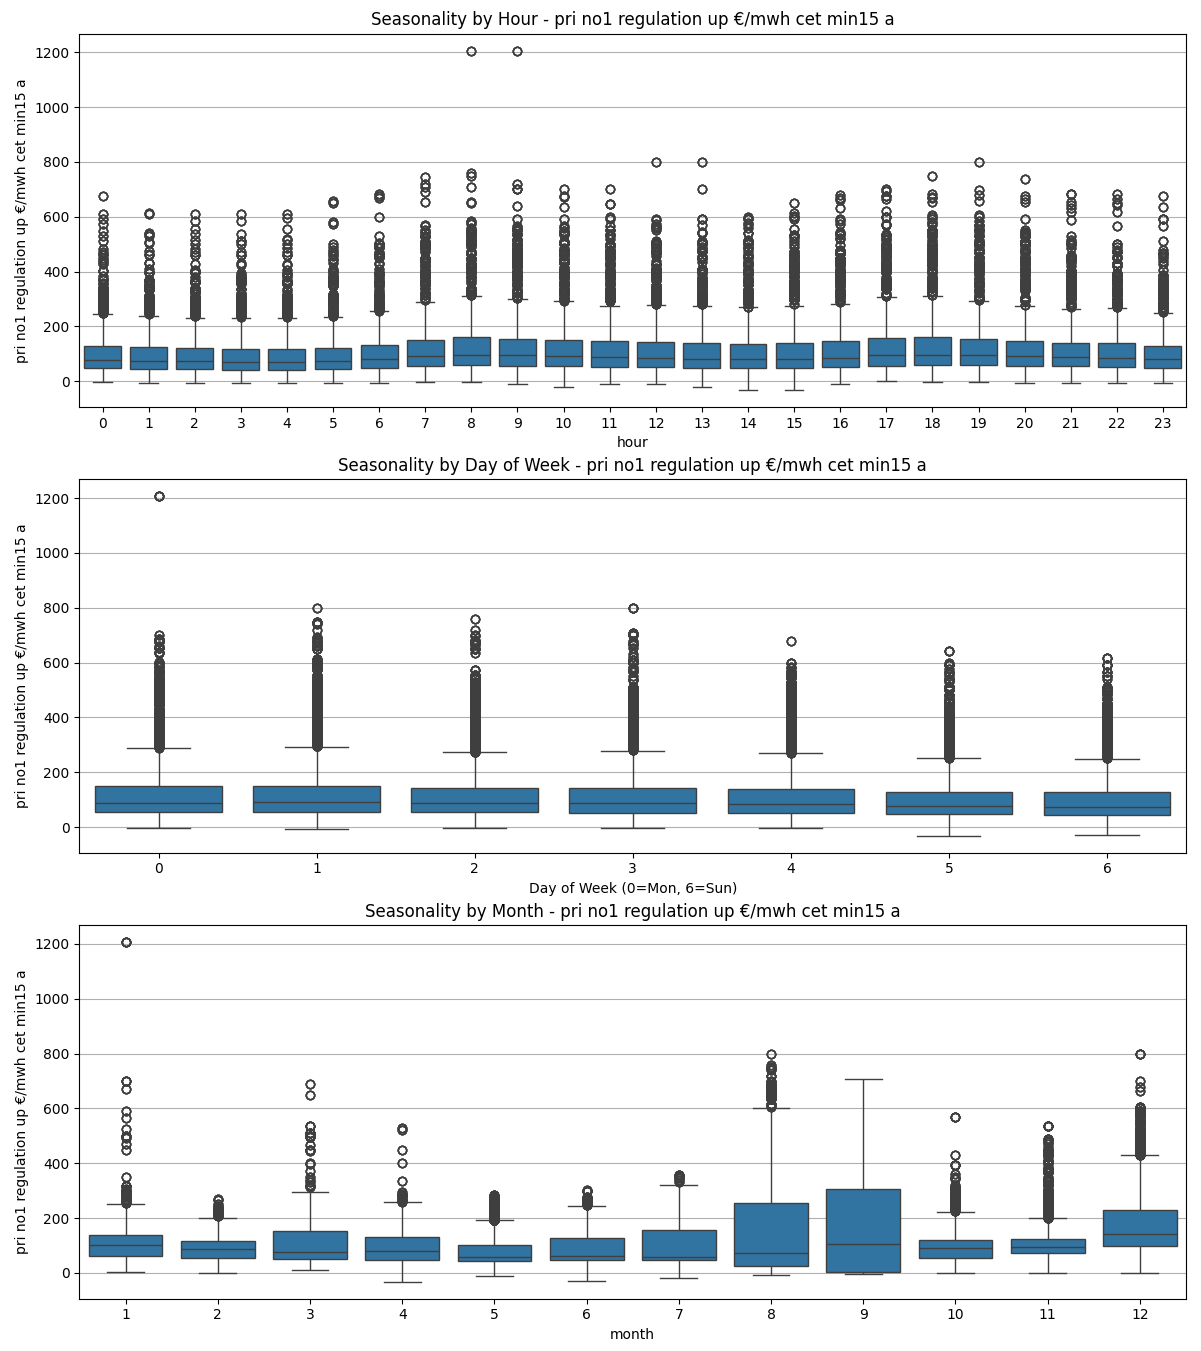 Seasonality by Hour - pri no1 regulation up €/mwh cet min15 a
pri no1 regulation up €/mwh cet min15 a
1200
1000
800
600
400
200
0
0 1 2 3 4 5 6 7 8 9 10 11 12 13 14 15 16 17 18 19 20 21 22 23
hour
Seasonality by Day of Week - pri no1 regulation up €/mwh cet min15 a
pri no1 regulation up €/mwh cet min15 a
1200
1000
800
600
400
200
0
0 1 2 3 4 5 6
Day of Week (0=Mon, 6=Sun)
Seasonality by Month - pri no1 regulation up €/mwh cet min15 a
pri no1 regulation up €/mwh cet min15 a
1200
1000
800
600
400
200
0
1 2 3 4 5 6 7 8 9 10 11 12
month